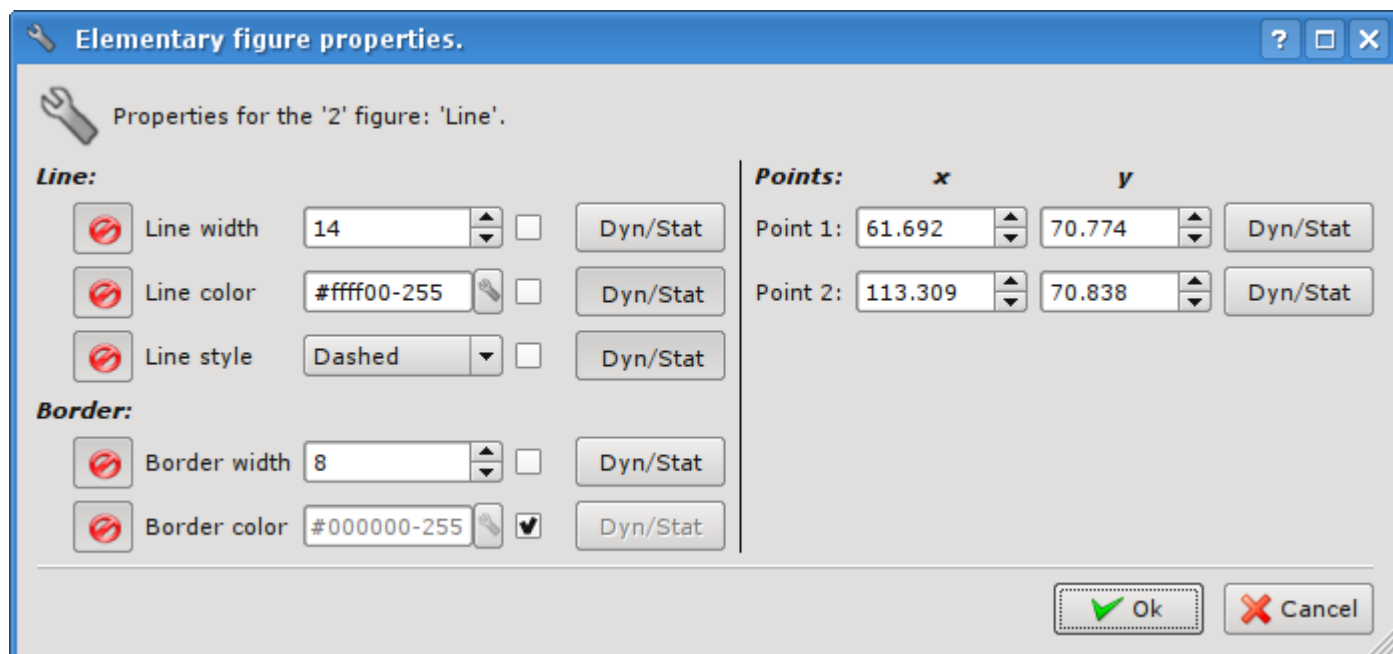 Elementary figure properties.
Properties for the '2' figure: 'Line'.
Line:
Line width 14 Dyn/Stat
Line color #ffff00-255 Dyn/Stat
Line style Dashed Dyn/Stat
Border:
Border width 8 Dyn/Stat
Border color #000000-255 Dyn/Stat
Points: x y
Point 1: 61.692 70.774 Dyn/Stat
Point 2: 113.309 70.838 Dyn/Stat
Ok Cancel